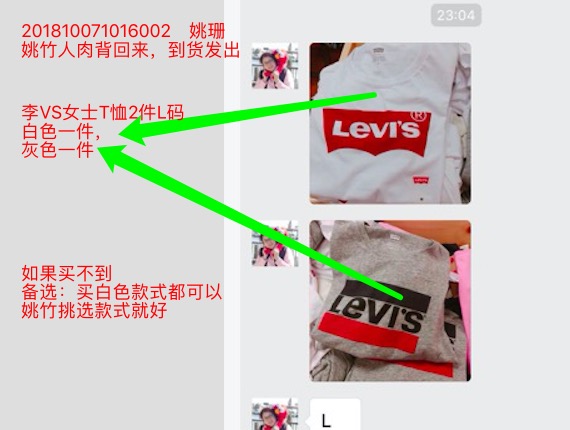 201810071016002 姚珊
姚竹人肉背回来，到货发出
李VS女士T恤2件L码
白色一件，
灰色一件
如果买不到
备选：买白色款式都可以
姚竹挑选款式就好
23:04
LEVI'S®
LEVI'S
L